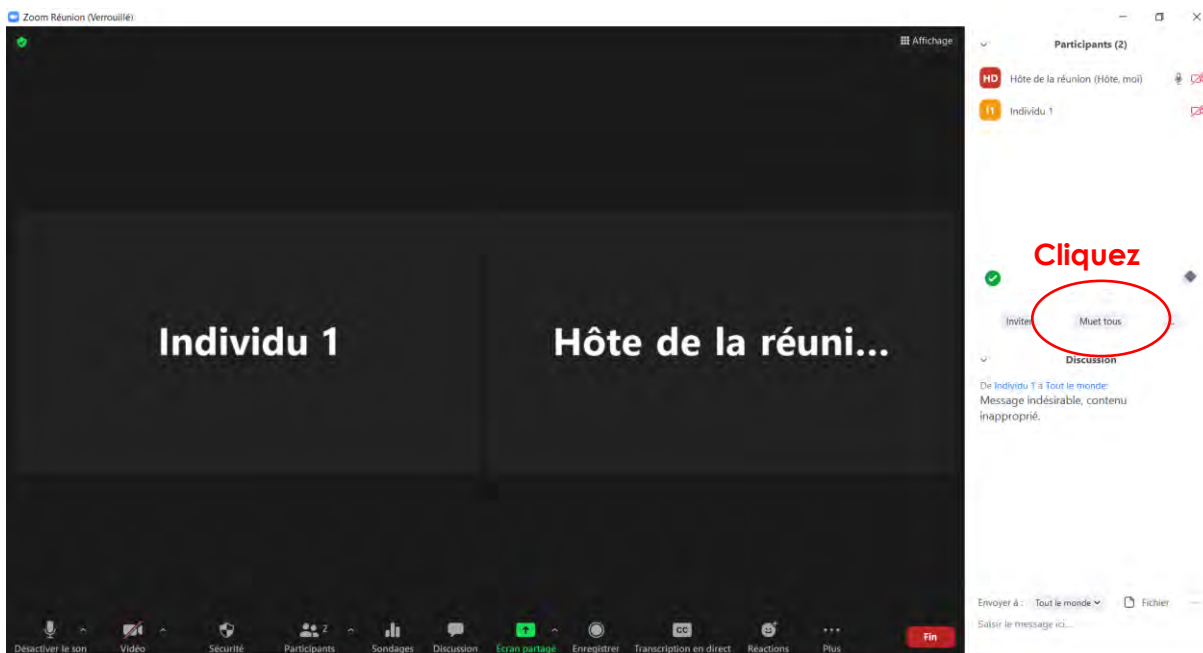 Zoom Réunion (Verrouillé)
Affichage
Participants (2)
HD Hôte de la réunion (Hôte, moi)
I1 Individu 1
Cliquez
Inviter Muet tous ...
Discussion
De Individu 1 à Tout le monde:
Message indésirable, contenu
inapproprié.
Individu 1
Hôte de la réuni...
Envoyer à : Tout le monde Fichier ...
Saisir le message ici...
Désactiver le son Vidéo Sécurité Participants 2 Sondages Discussion Écran partagé Enregistrer CC Transcription en direct Réactions Plus Fin